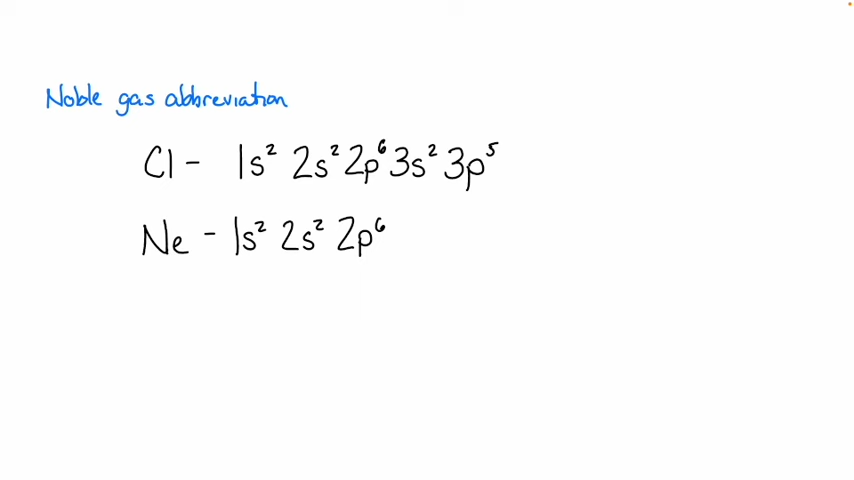 Noble gas abbreviation
Cl - 1s² 2s² 2p⁶ 3s² 3p⁵
Ne - 1s² 2s² 2p⁶